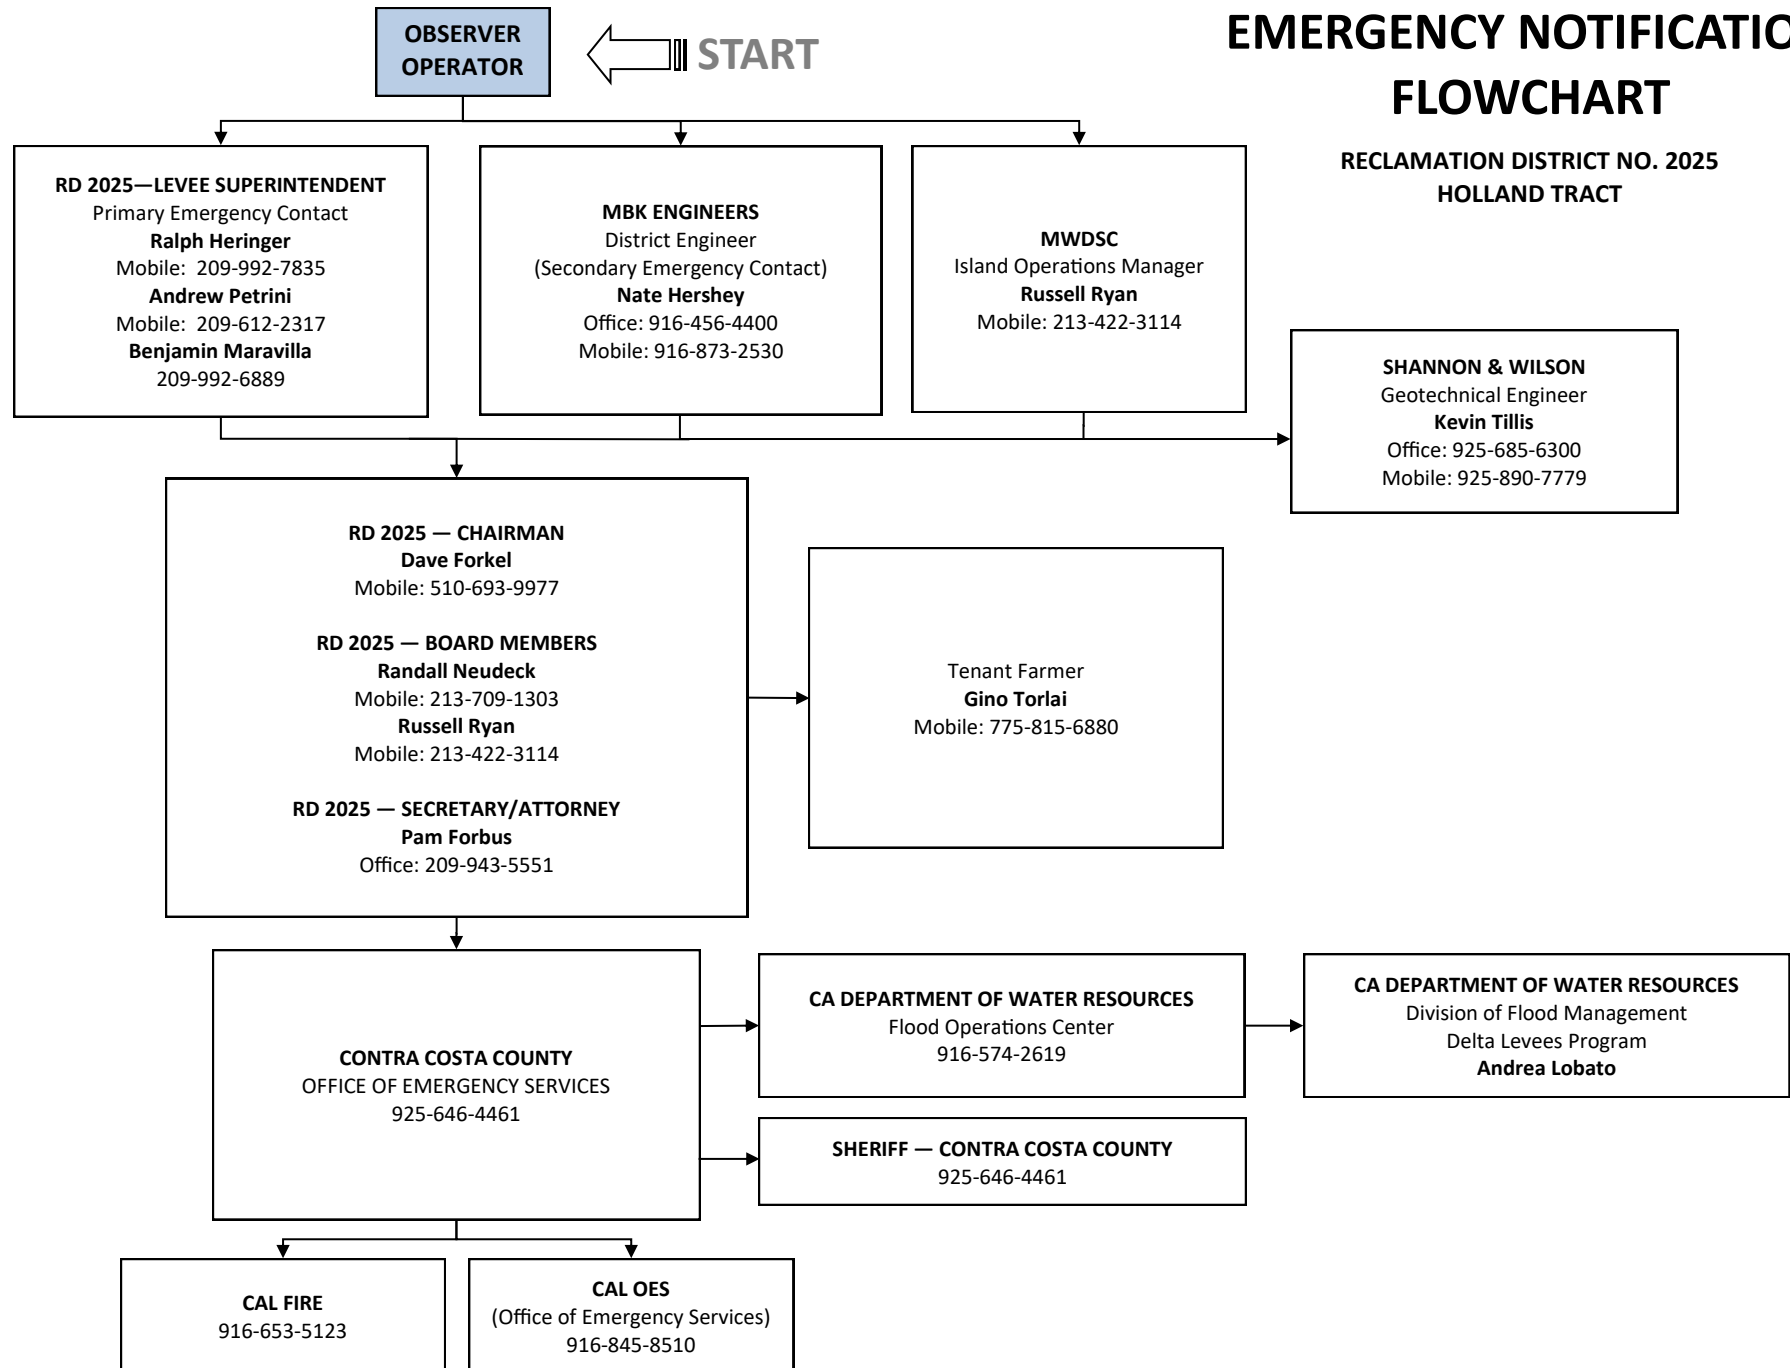 OBSERVER
OPERATOR
START
EMERGENCY NOTIFICATIO
FLOWCHART
RECLAMATION DISTRICT NO. 2025
HOLLAND TRACT
RD 2025—LEVEE SUPERINTENDENT
Primary Emergency Contact
Ralph Heringer
Mobile: 209-992-7835
Andrew Petrini
Mobile: 209-612-2317
Benjamin Maravilla
209-992-6889
MBK ENGINEERS
District Engineer
(Secondary Emergency Contact)
Nate Hershey
Office: 916-456-4400
Mobile: 916-873-2530
MWDSC
Island Operations Manager
Russell Ryan
Mobile: 213-422-3114
SHANNON & WILSON
Geotechnical Engineer
Kevin Tillis
Office: 925-685-6300
Mobile: 925-890-7779
RD 2025 — CHAIRMAN
Dave Forkel
Mobile: 510-693-9977
RD 2025 — BOARD MEMBERS
Randall Neudeck
Mobile: 213-709-1303
Russell Ryan
Mobile: 213-422-3114
RD 2025 — SECRETARY/ATTORNEY
Pam Forbus
Office: 209-943-5551
Tenant Farmer
Gino Torlai
Mobile: 775-815-6880
CONTRA COSTA COUNTY
OFFICE OF EMERGENCY SERVICES
925-646-4461
CA DEPARTMENT OF WATER RESOURCES
Flood Operations Center
916-574-2619
CA DEPARTMENT OF WATER RESOURCES
Division of Flood Management
Delta Levees Program
Andrea Lobato
SHERIFF — CONTRA COSTA COUNTY
925-646-4461
CAL FIRE
916-653-5123
CAL OES
(Office of Emergency Services)
916-845-8510